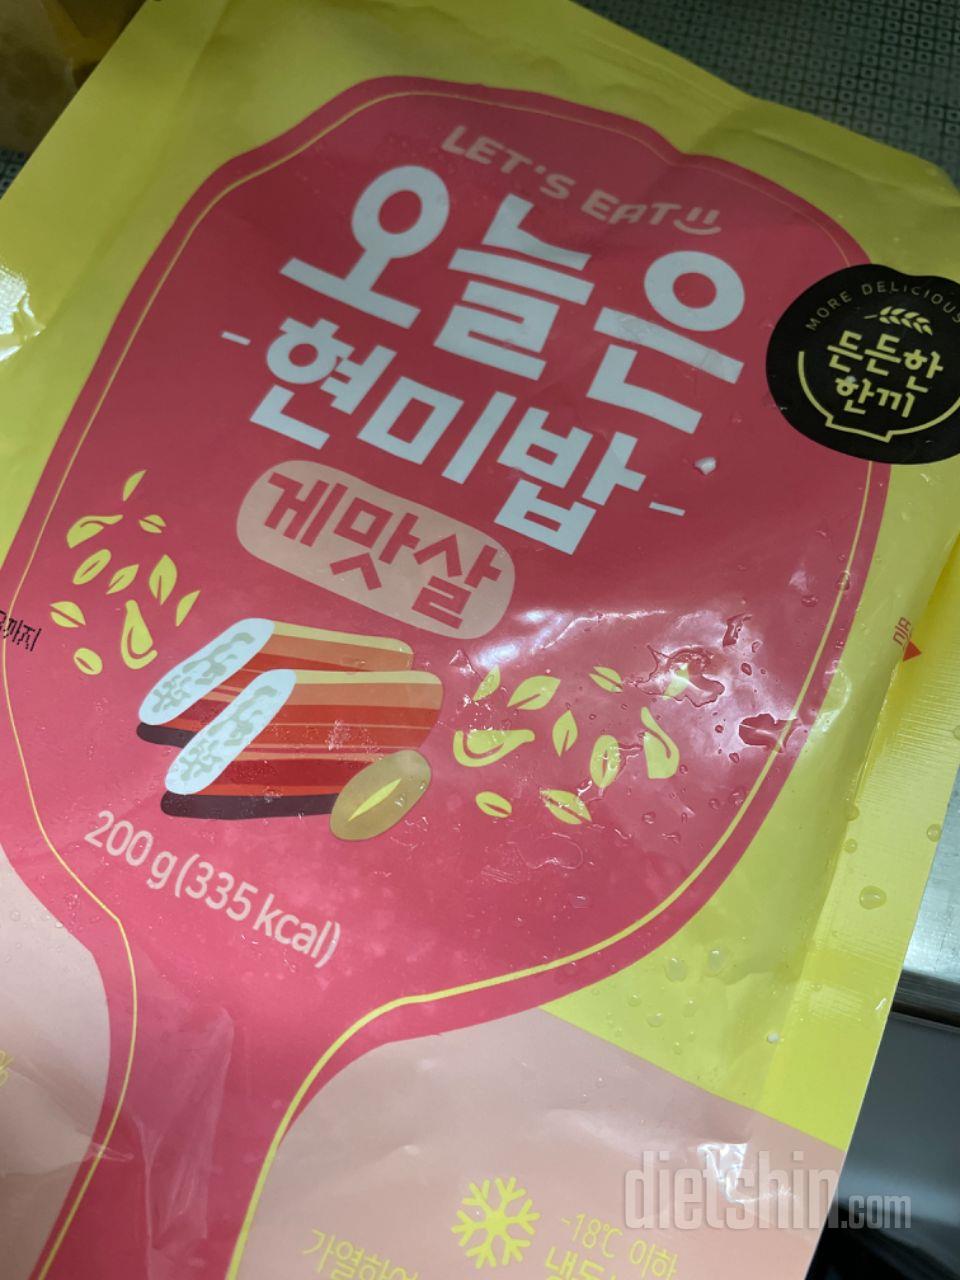 LET'S EAT
오늘은
현미밥
게맛살
MORE DELICIOUS
든든한
한끼
200 g (335 kcal)
-18℃ 이하
dietshin.com